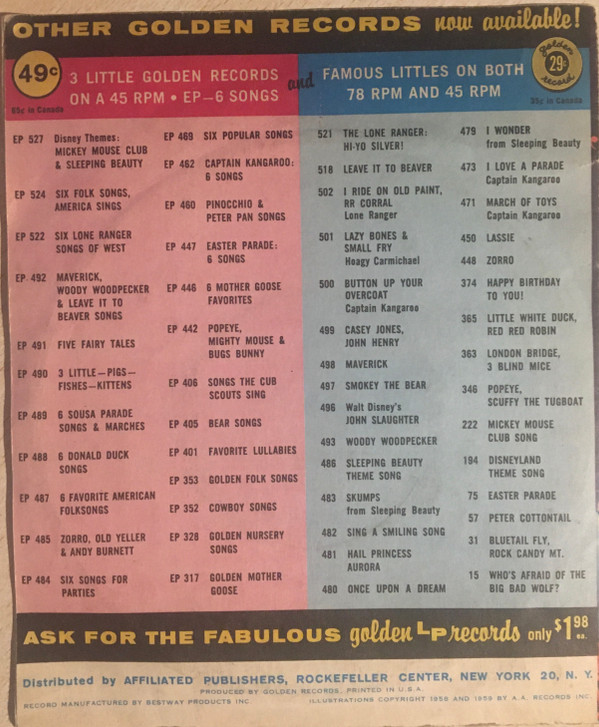 OTHER GOLDEN RECORDS now available!
49¢
65c in Canada
3 LITTLE GOLDEN RECORDS
ON A 45 RPM • EP—6 SONGS
and
FAMOUS LITTLES ON BOTH
78 RPM AND 45 RPM
Golden
29¢
record
35c in Canada
EP 527 Disney Themes:
MICKEY MOUSE CLUB
& SLEEPING BEAUTY
EP 524 SIX FOLK SONGS,
AMERICA SINGS
EP 522 SIX LONE RANGER
SONGS OF WEST
EP 492 MAVERICK,
WOODY WOODPECKER
& LEAVE IT TO
BEAVER SONGS
EP 491 FIVE FAIRY TALES
EP 490 3 LITTLE—PIGS—
FISHES—KITTENS
EP 489 6 SOUSA PARADE
SONGS & MARCHES
EP 488 6 DONALD DUCK
SONGS
EP 487 6 FAVORITE AMERICAN
FOLKSONGS
EP 485 ZORRO, OLD YELLER
& ANDY BURNETT
EP 484 SIX SONGS FOR
PARTIES
EP 469 SIX POPULAR SONGS
EP 462 CAPTAIN KANGAROO:
6 SONGS
EP 460 PINOCCHIO &
PETER PAN SONGS
EP 447 EASTER PARADE:
6 SONGS
EP 446 6 MOTHER GOOSE
FAVORITES
EP 442 POPEYE,
MIGHTY MOUSE &
BUGS BUNNY
EP 406 SONGS THE CUB
SCOUTS SING
EP 405 BEAR SONGS
EP 401 FAVORITE LULLABIES
EP 353 GOLDEN FOLK SONGS
EP 352 COWBOY SONGS
EP 328 GOLDEN NURSERY
SONGS
EP 317 GOLDEN MOTHER
GOOSE
521 THE LONE RANGER:
HI-YO SILVER!
518 LEAVE IT TO BEAVER
502 I RIDE ON OLD PAINT,
RR CORRAL
Lone Ranger
501 LAZY BONES &
SMALL FRY
Hoagy Carmichael
500 BUTTON UP YOUR
OVERCOAT
Captain Kangaroo
499 CASEY JONES,
JOHN HENRY
498 MAVERICK
497 SMOKEY THE BEAR
496 Walt Disney's
JOHN SLAUGHTER
493 WOODY WOODPECKER
486 SLEEPING BEAUTY
THEME SONG
483 SKUMPS
from Sleeping Beauty
482 SING A SMILING SONG
481 HAIL PRINCESS
AURORA
480 ONCE UPON A DREAM
479 I WONDER
from Sleeping Beauty
473 I LOVE A PARADE
Captain Kangaroo
471 MARCH OF TOYS
Captain Kangaroo
450 LASSIE
448 ZORRO
374 HAPPY BIRTHDAY
TO YOU!
365 LITTLE WHITE DUCK,
RED RED ROBIN
363 LONDON BRIDGE,
3 BLIND MICE
346 POPEYE,
SCUFFY THE TUGBOAT
222 MICKEY MOUSE
CLUB SONG
194 DISNEYLAND
THEME SONG
75 EASTER PARADE
57 PETER COTTONTAIL
31 BLUETAIL FLY,
ROCK CANDY MT.
15 WHO'S AFRAID OF THE
BIG BAD WOLF?
ASK FOR THE FABULOUS golden LP records only $1.98 ea.
Distributed by AFFILIATED PUBLISHERS, ROCKEFELLER CENTER, NEW YORK 20, N. Y.
PRODUCED BY GOLDEN RECORDS, PRINTED IN U.S.A.
RECORD MANUFACTURED BY BESTWAY PRODUCTS INC. ILLUSTRATIONS COPYRIGHT 1958 AND 1959 BY A.A. RECORDS INC.